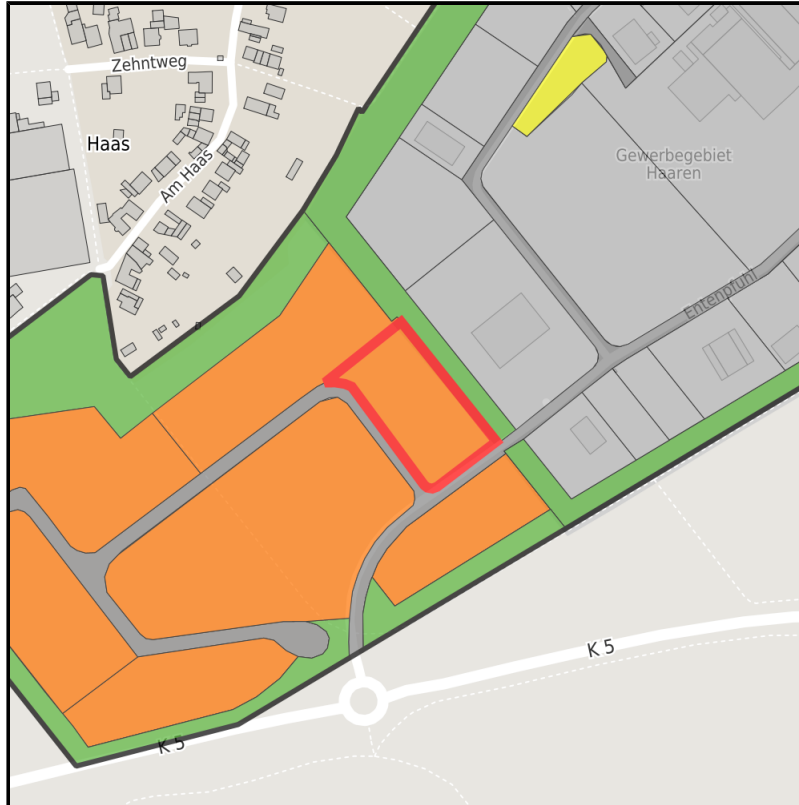 Zehntweg
Haas
Am Haas
Gewerbegebiet
Haaren
Entenpfuhl
K 5
K 5